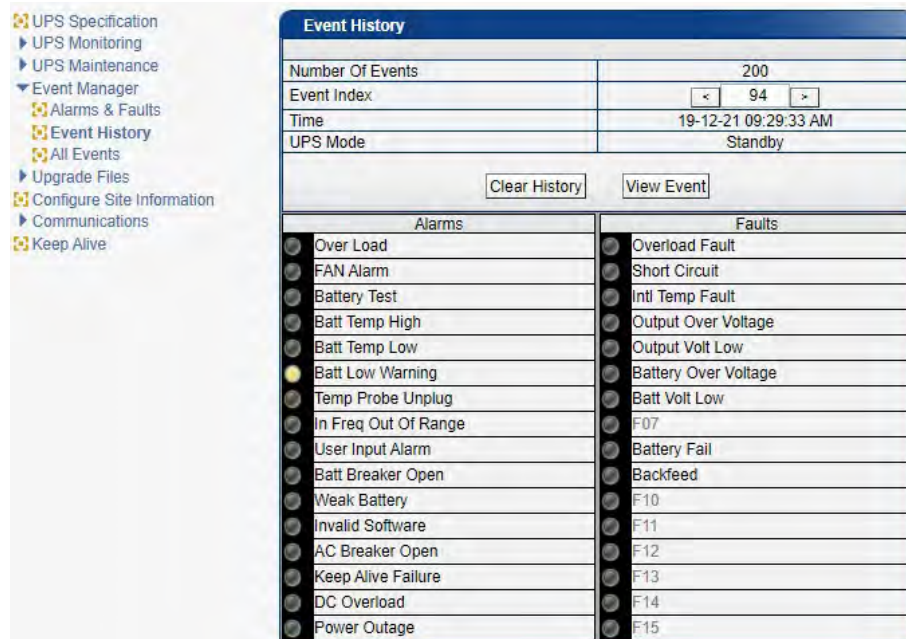 UPS Specification
UPS Monitoring
UPS Maintenance
Event Manager
Alarms & Faults
Event History
All Events
Upgrade Files
Configure Site Information
Communications
Keep Alive
Event History
Number Of Events 200
Event Index < 94 >
Time 19-12-21 09:29:33 AM
UPS Mode Standby
Clear History View Event
Alarms Faults
Over Load Overload Fault
FAN Alarm Short Circuit
Battery Test Intl Temp Fault
Batt Temp High Output Over Voltage
Batt Temp Low Output Volt Low
Batt Low Warning Battery Over Voltage
Temp Probe Unplug Batt Volt Low
In Freq Out Of Range F07
User Input Alarm Battery Fail
Batt Breaker Open Backfeed
Weak Battery F10
Invalid Software F11
AC Breaker Open F12
Keep Alive Failure F13
DC Overload F14
Power Outage F15